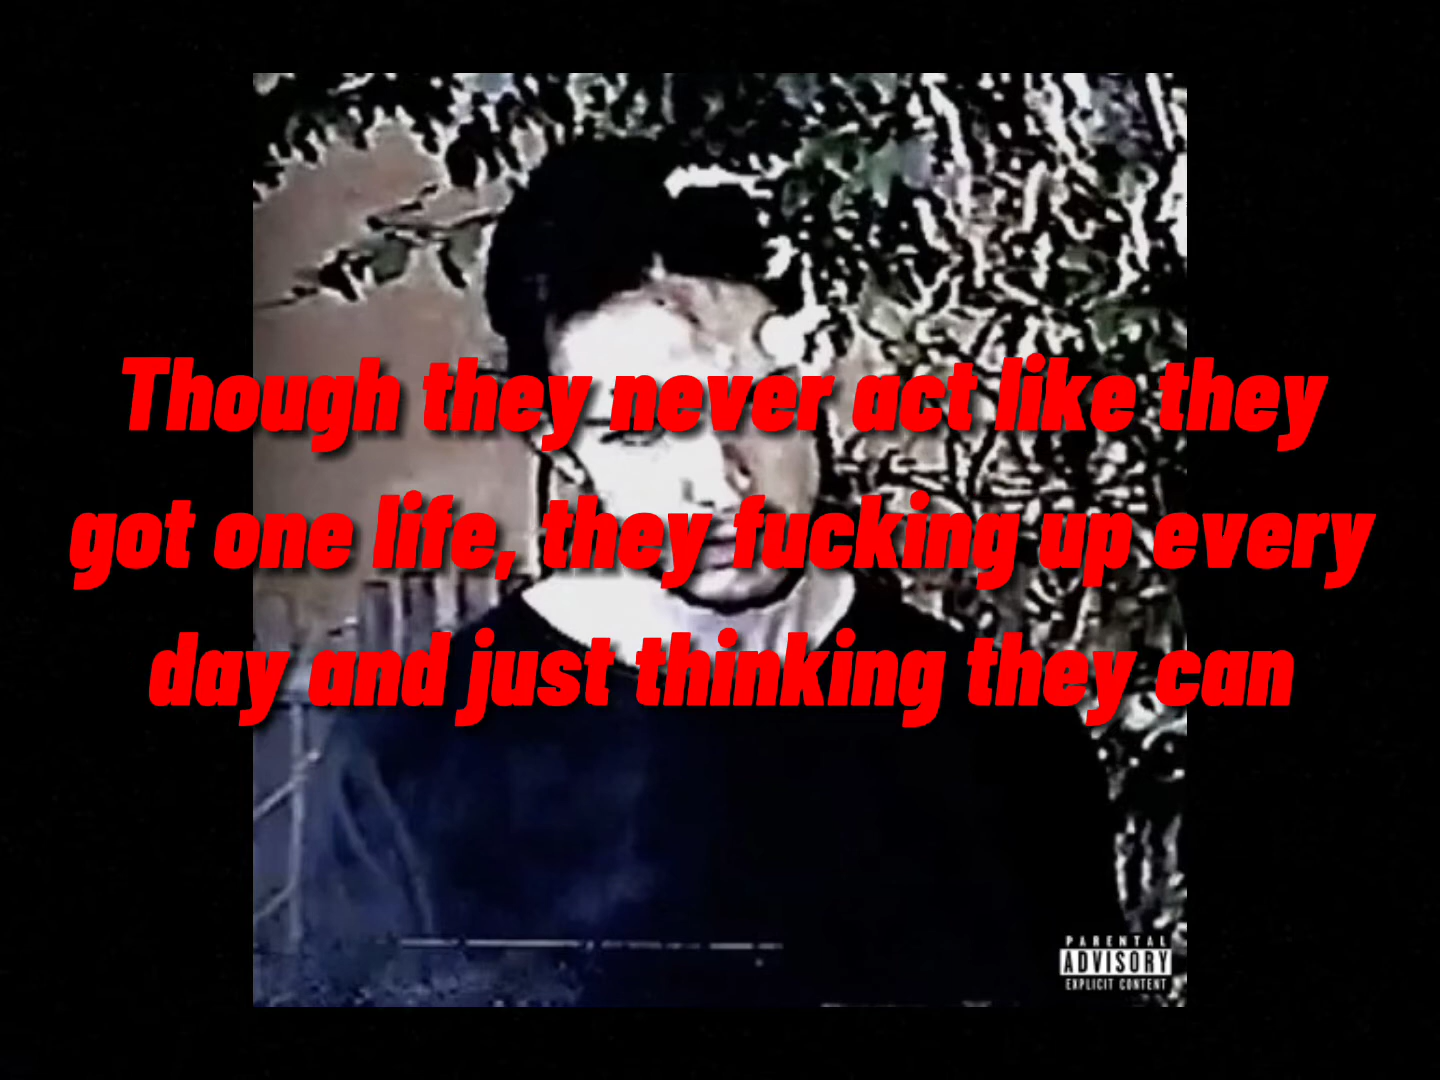 Though they never act like they
got one life, they fucking up every
day and just thinking they can
PARENTAL
ADVISORY
EXPLICIT CONTENT